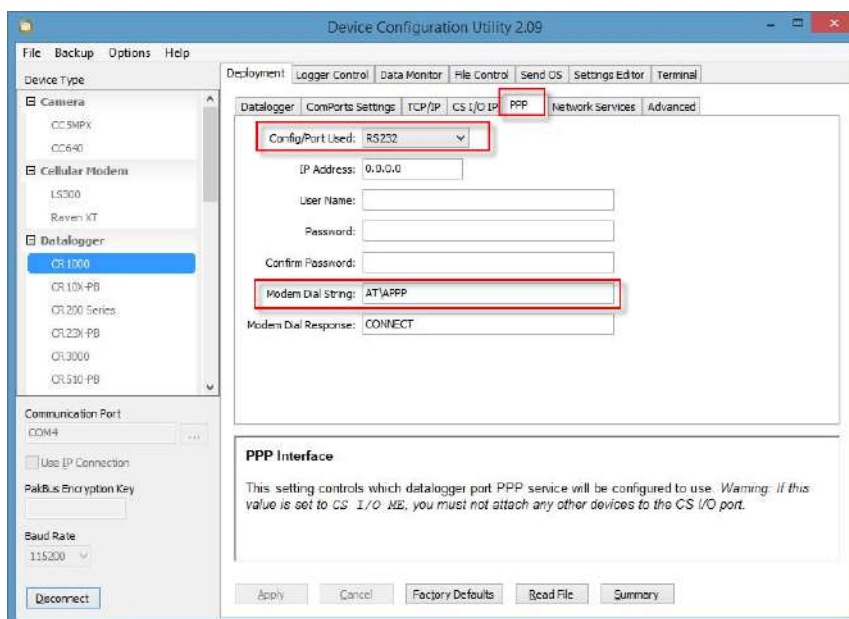 Device Configuration Utility 2.09
File Backup Options Help
Device Type
Camera
CC5MPX
CC640
Cellular Modem
LS300
Raven XT
Datalogger
CR1000
CR10X-PB
CR200 Series
CR23X-PB
CR3000
CR510-PB
Communication Port
COM4
...
Use IP Connection
PakBus Encryption Key
Baud Rate
115200
Disconnect
Deployment Logger Control Data Monitor File Control Send OS Settings Editor Terminal
Datalogger ComPorts Settings TCP/IP CS I/O IP PPP Network Services Advanced
Config/Port Used: RS232
IP Address: 0.0.0.0
User Name:
Password:
Confirm Password:
Modem Dial String: AT\APPP
Modem Dial Response: CONNECT
PPP Interface
This setting controls which datalogger port PPP service will be configured to use. Warning: If this
value is set to CS I/O ME, you must not attach any other devices to the CS I/O port.
Apply Cancel Factory Defaults Read File Summary